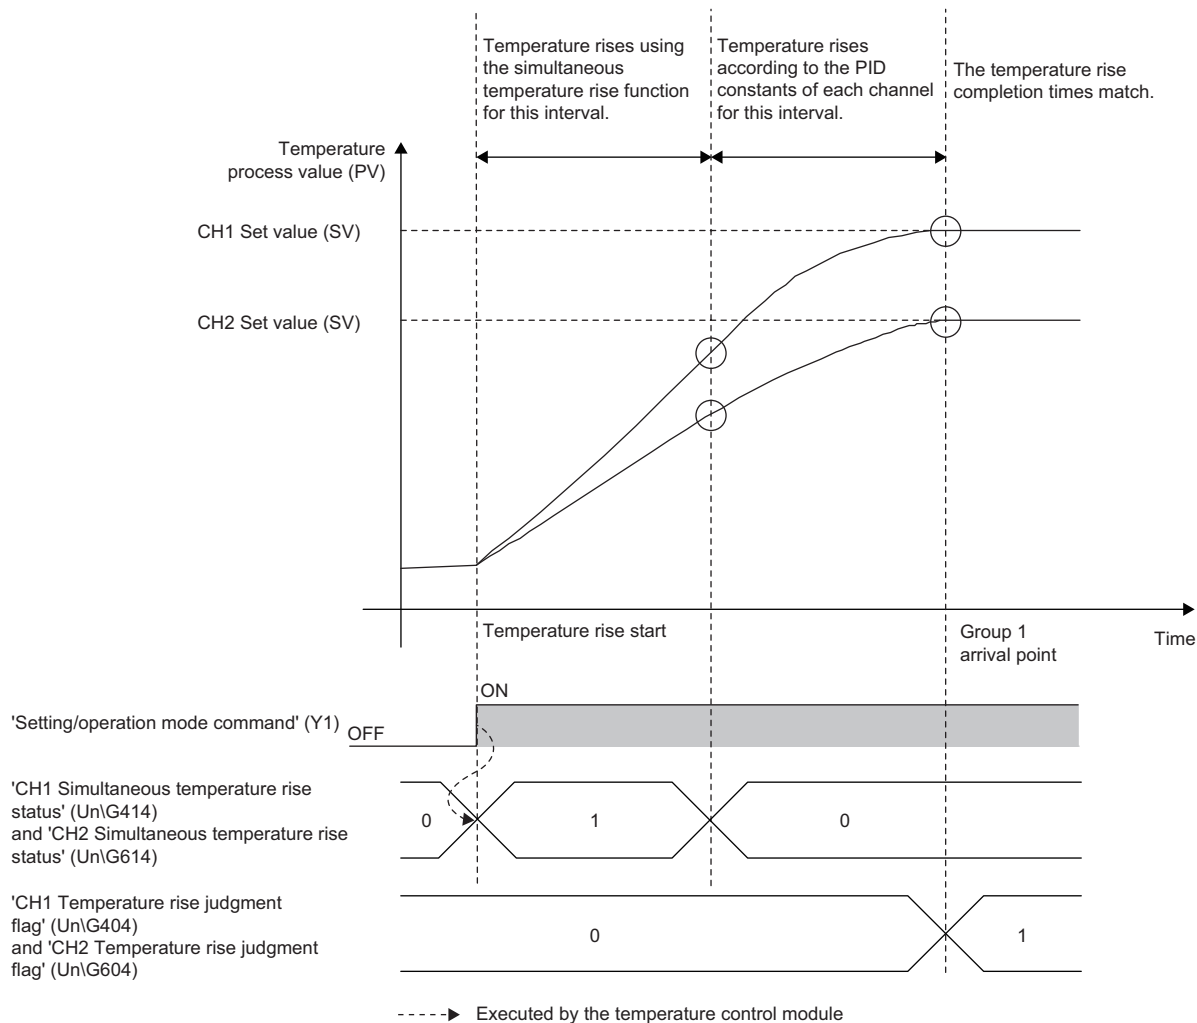 Temperature rises using
the simultaneous
temperature rise function
for this interval.
Temperature rises
according to the PID
constants of each channel
for this interval.
The temperature rise
completion times match.
Temperature
process value (PV)
CH1 Set value (SV)
CH2 Set value (SV)
Temperature rise start
Group 1
arrival point
Time
ON
'Setting/operation mode command' (Y1)
OFF
'CH1 Simultaneous temperature rise
status' (Un\G414)
and 'CH2 Simultaneous temperature rise
status' (Un\G614)
0
1
0
'CH1 Temperature rise judgment
flag' (Un\G404)
and 'CH2 Temperature rise judgment
flag' (Un\G604)
0
1
Executed by the temperature control module